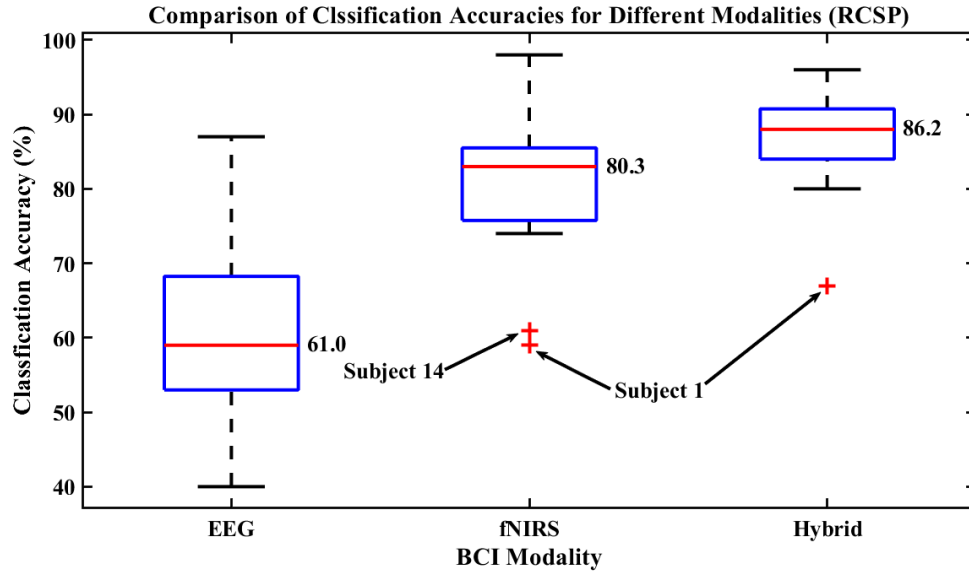 Comparison of Clssification Accuracies for Different Modalities (RCSP)
Classfication Accuracy (%)
100
90
80
70
60
50
40
61.0
80.3
86.2
Subject 14
Subject 1
EEG
fNIRS
Hybrid
BCI Modality